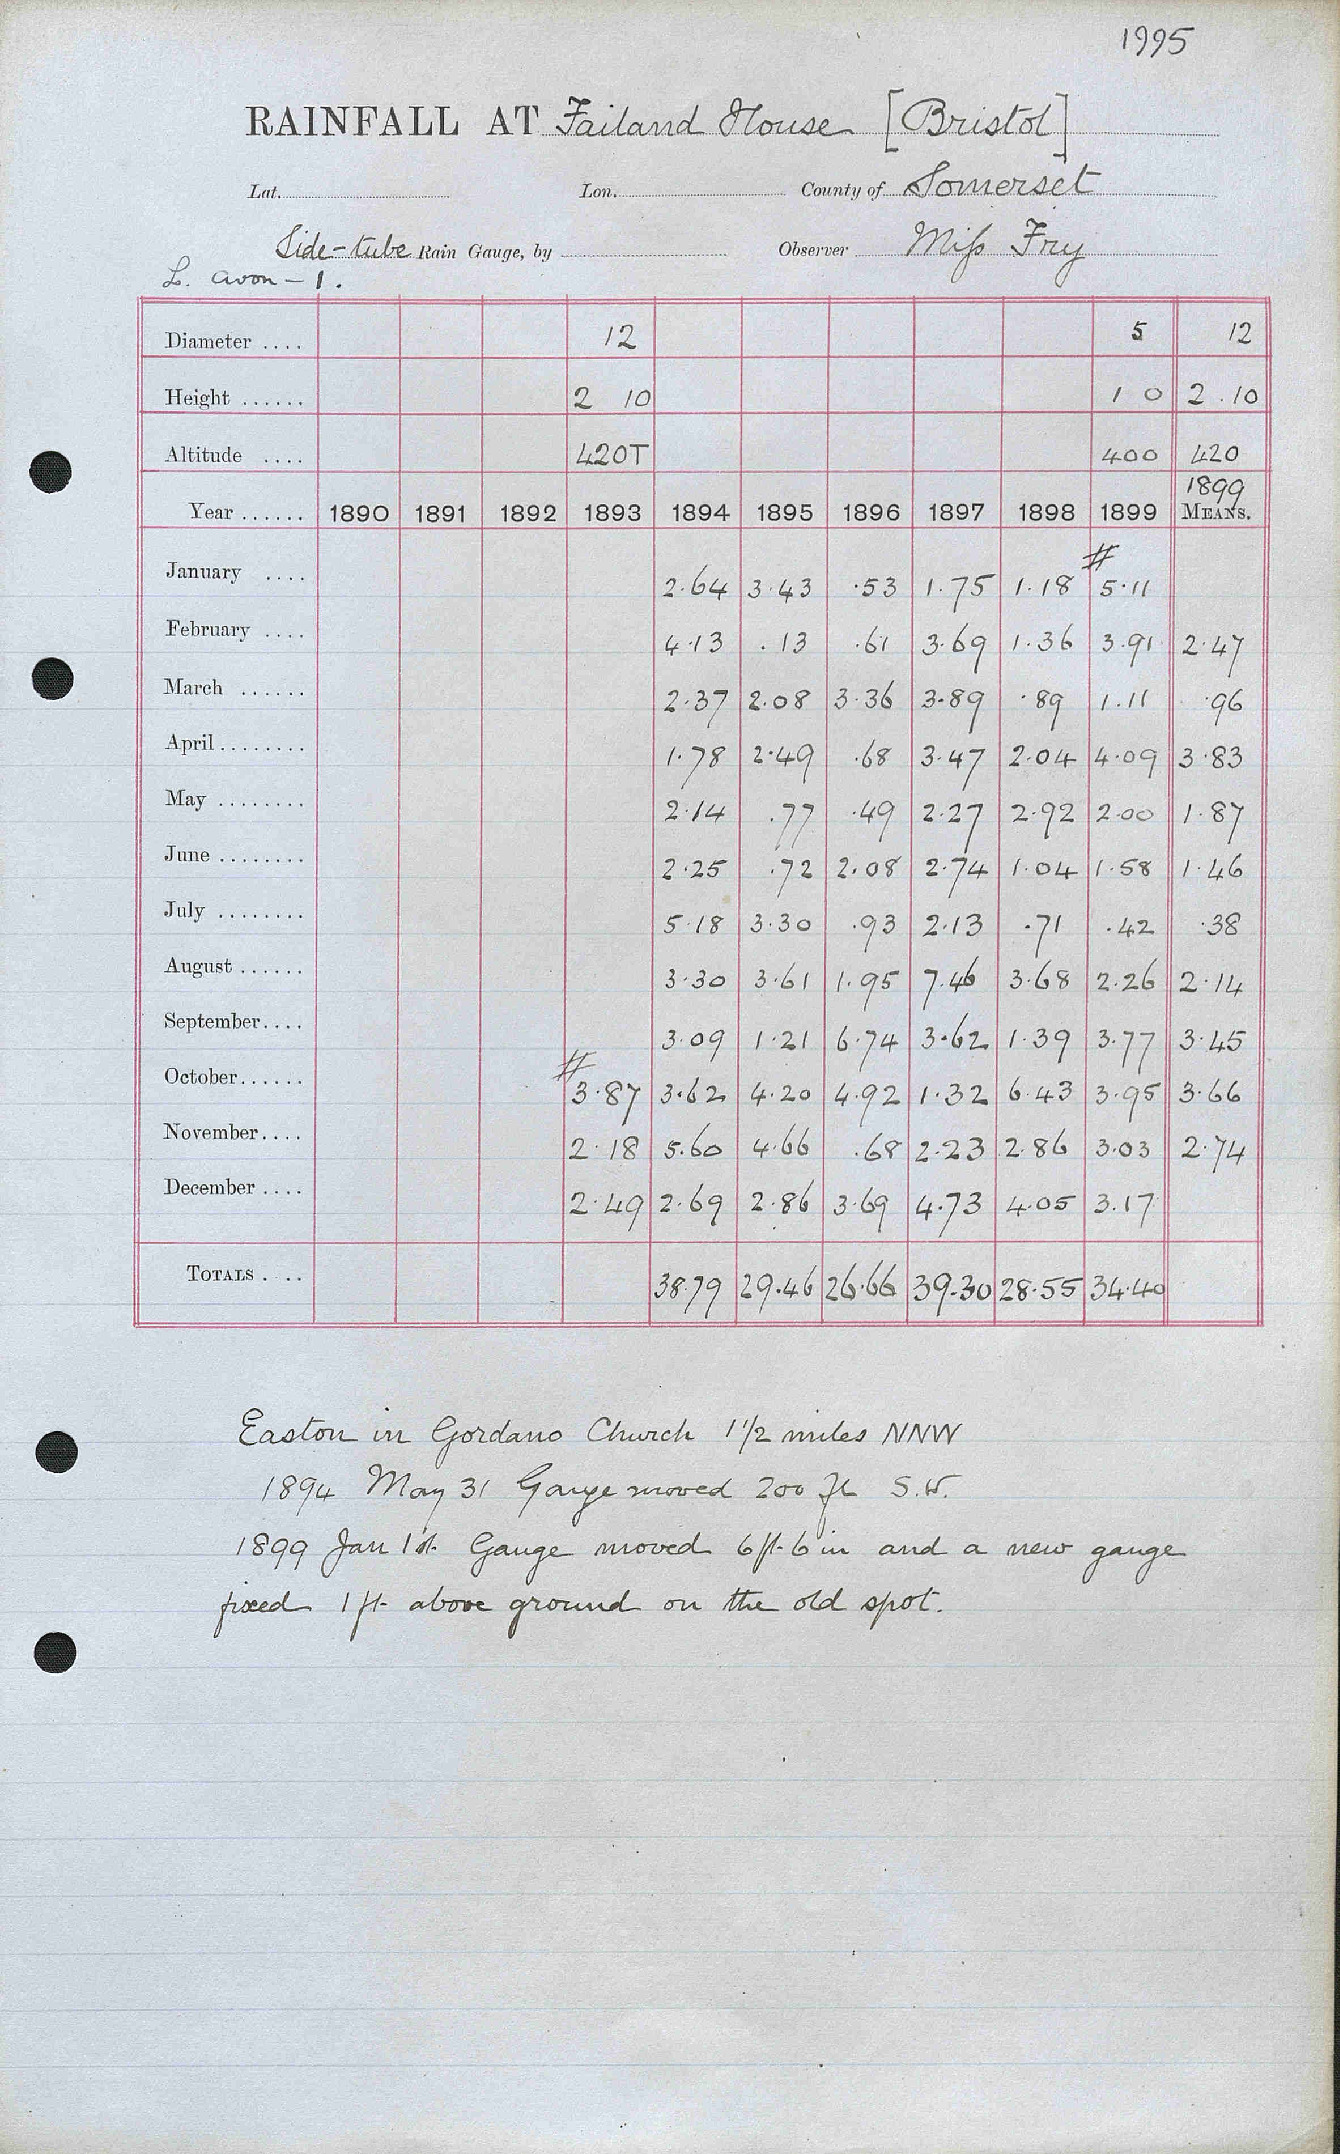 1995
RAINFALL AT Failand House [Bristol]
Lat. Lon. County of Somerset
Side-tube Rain Gauge, by Observer Miss Fry
L. Avon - 1.
Diameter .... 12 5 12
Height ...... 2 10 1 0 2.10
Altitude .... 420T 400 420
1899
Year ...... 1890 1891 1892 1893 1894 1895 1896 1897 1898 1899 MEANS.
#
January .... 2.64 3.43 .53 1.75 1.18 5.11
February .... 4.13 .13 .61 3.69 1.36 3.91 2.47
March ...... 2.37 2.08 3.36 3.89 .89 1.11 .96
April ........ 1.78 2.49 .68 3.47 2.04 4.09 3.83
May ........ 2.14 .77 .49 2.27 2.92 2.00 1.87
June ........ 2.25 .72 2.08 2.74 1.04 1.58 1.46
July ........ 5.18 3.30 .93 2.13 .71 .42 .38
August ...... 3.30 3.61 1.95 7.46 3.68 2.26 2.14
September.... 3.09 1.21 6.74 3.62 1.39 3.77 3.45
#
October...... 3.87 3.62 4.20 4.92 1.32 6.43 3.95 3.66
November.... 2.18 5.60 4.66 .68 2.23 2.86 3.03 2.74
December .... 2.49 2.69 2.86 3.69 4.73 4.05 3.17
TOTALS .... 38.79 29.46 26.66 39.30 28.55 34.40
Easton in Gordano Church 1 1/2 miles NNW
1894 May 31 Gauge moved 200 ft S.W.
1899 Jan 1st. Gauge moved 6ft. 6in and a new gauge
fixed 1ft. above ground on the old spot.